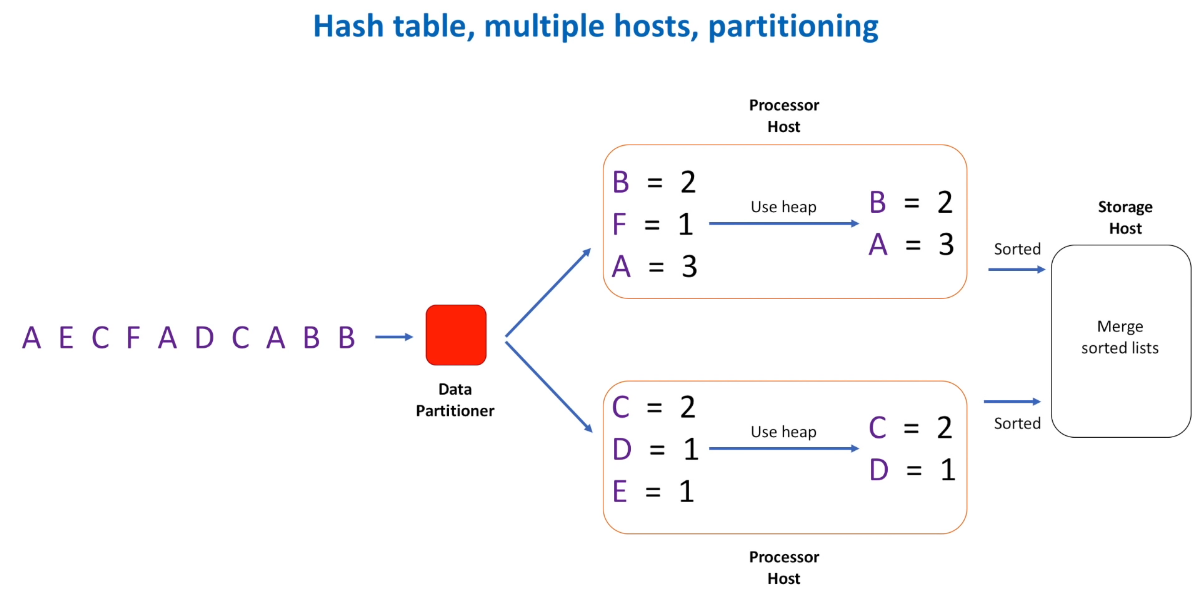 Hash table, multiple hosts, partitioning
A E C F A D C A B B
Data
Partitioner
Processor
Host
B = 2
F = 1
A = 3
Use heap
B = 2
A = 3
Sorted
C = 2
D = 1
E = 1
Use heap
C = 2
D = 1
Sorted
Processor
Host
Storage
Host
Merge
sorted lists